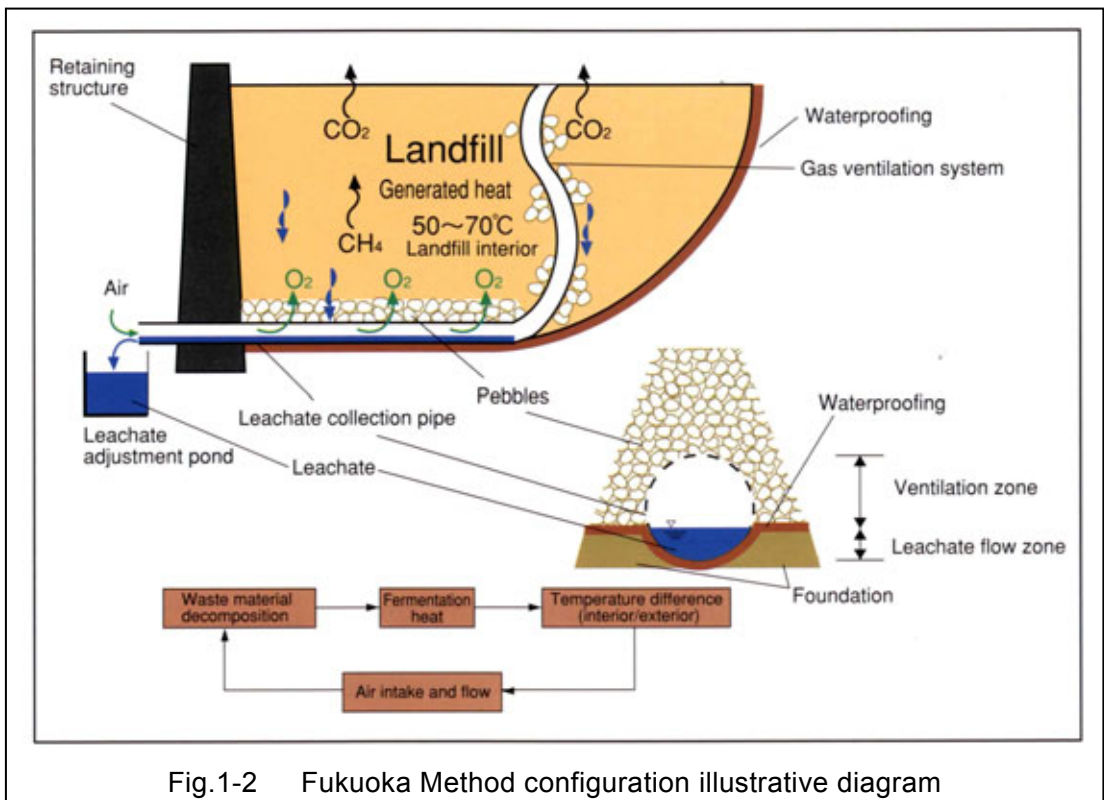 Retaining
structure
CO₂
CO₂
Waterproofing
Landfill
Gas ventilation system
Generated heat
50～70℃
CH₄
Landfill interior
O₂
O₂
O₂
Air
Pebbles
Leachate collection pipe
Waterproofing
Leachate
adjustment pond
Leachate
Ventilation zone
Leachate flow zone
Foundation
Waste material
decomposition
Fermentation
heat
Temperature difference
(interior/exterior)
Air intake and flow
Fig.1-2 Fukuoka Method configuration illustrative diagram